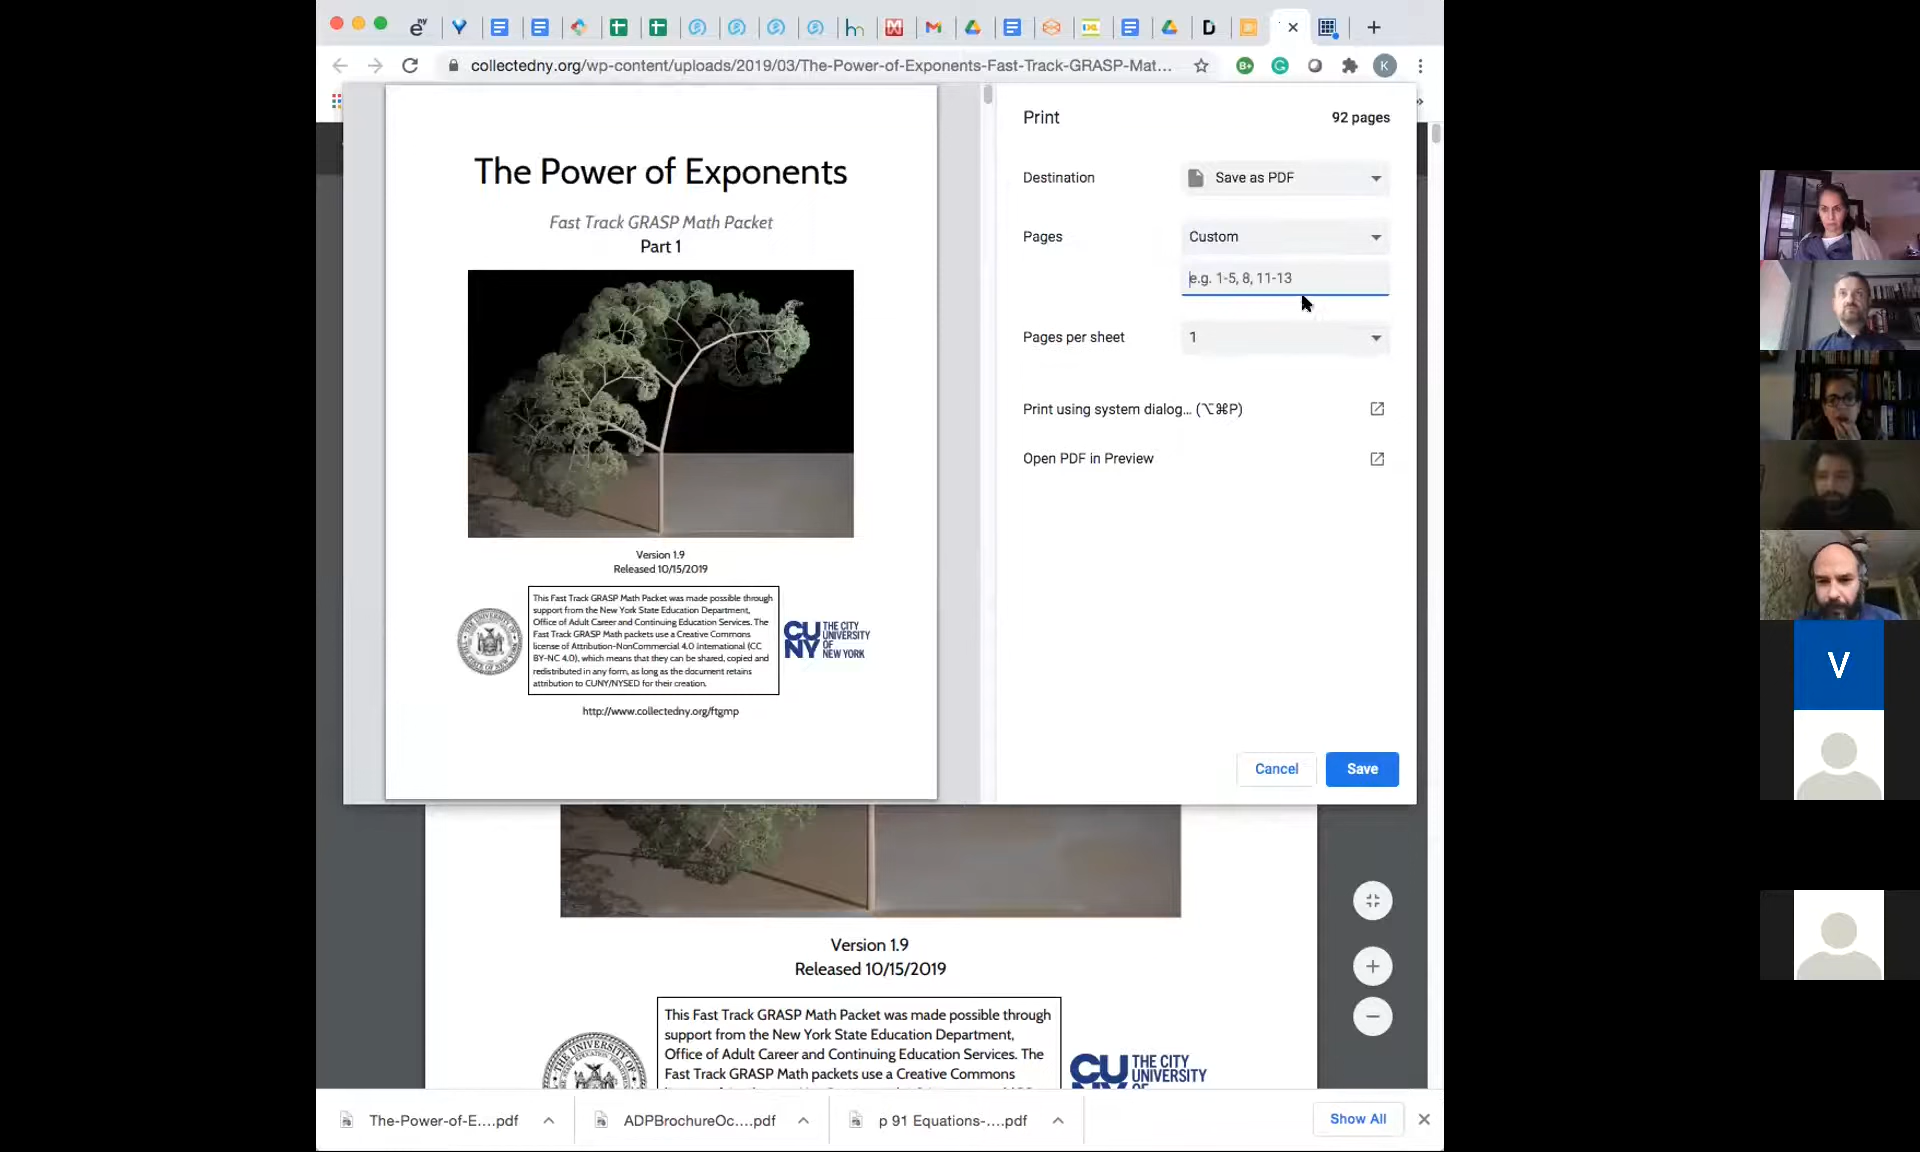 collectedny.org/wp-content/uploads/2019/03/The-Power-of-Exponents-Fast-Track-GRASP-Mat...
K
The Power of Exponents
Fast Track GRASP Math Packet
Part 1
Version 1.9
Released 10/15/2019
This Fast Track GRASP Math Packet was made possible through
support from the New York State Education Department,
Office of Adult Career and Continuing Education Services. The
Fast Track GRASP Math packets use a Creative Commons
license of Attribution-NonCommercial 4.0 international (CC
BY-NC 4.0), which means that they can be shared, copied and
redistributed in any form, as long as the document retains
attribution to CUNY/NYSED for their creation.
CU
NY
THE CITY
UNIVERSITY
OF
NEW YORK
http://www.collectedny.org/ftgmp
Print
92 pages
Destination
Save as PDF
Pages
Custom
e.g. 1-5, 8, 11-13
Pages per sheet
1
Print using system dialog... (⌥⌘P)
Open PDF in Preview
Cancel
Save
Version 1.9
Released 10/15/2019
This Fast Track GRASP Math Packet was made possible through
support from the New York State Education Department,
Office of Adult Career and Continuing Education Services. The
Fast Track GRASP Math packets use a Creative Commons
CU
THE CITY
UNIVERSITY
The-Power-of-E....pdf
ADPBrochureOc....pdf
p 91 Equations-....pdf
Show All
V